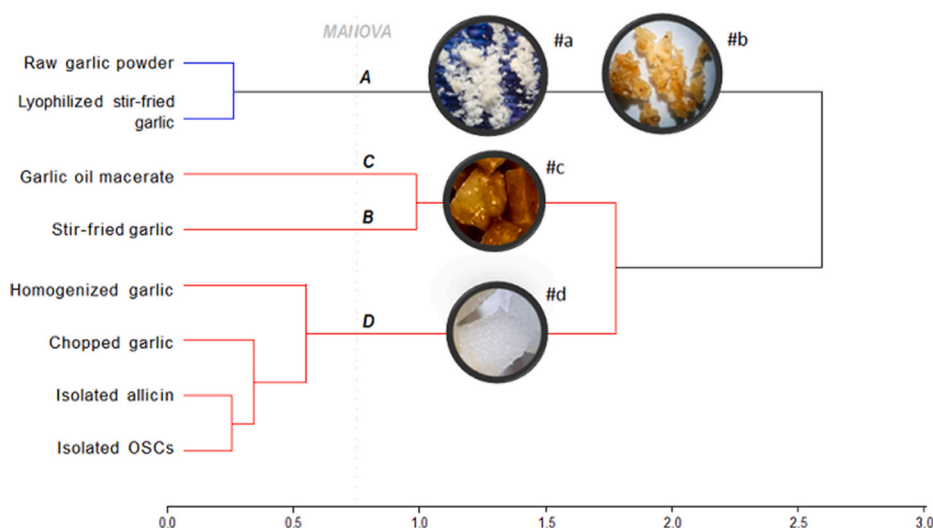 MANOVA
#a
#b
Raw garlic powder
A
Lyophilized stir-fried
garlic
C
#c
Garlic oil macerate
B
Stir-fried garlic
Homogenized garlic
#d
D
Chopped garlic
Isolated allicin
Isolated OSCs
0.0 0.5 1.0 1.5 2.0 2.5 3.0